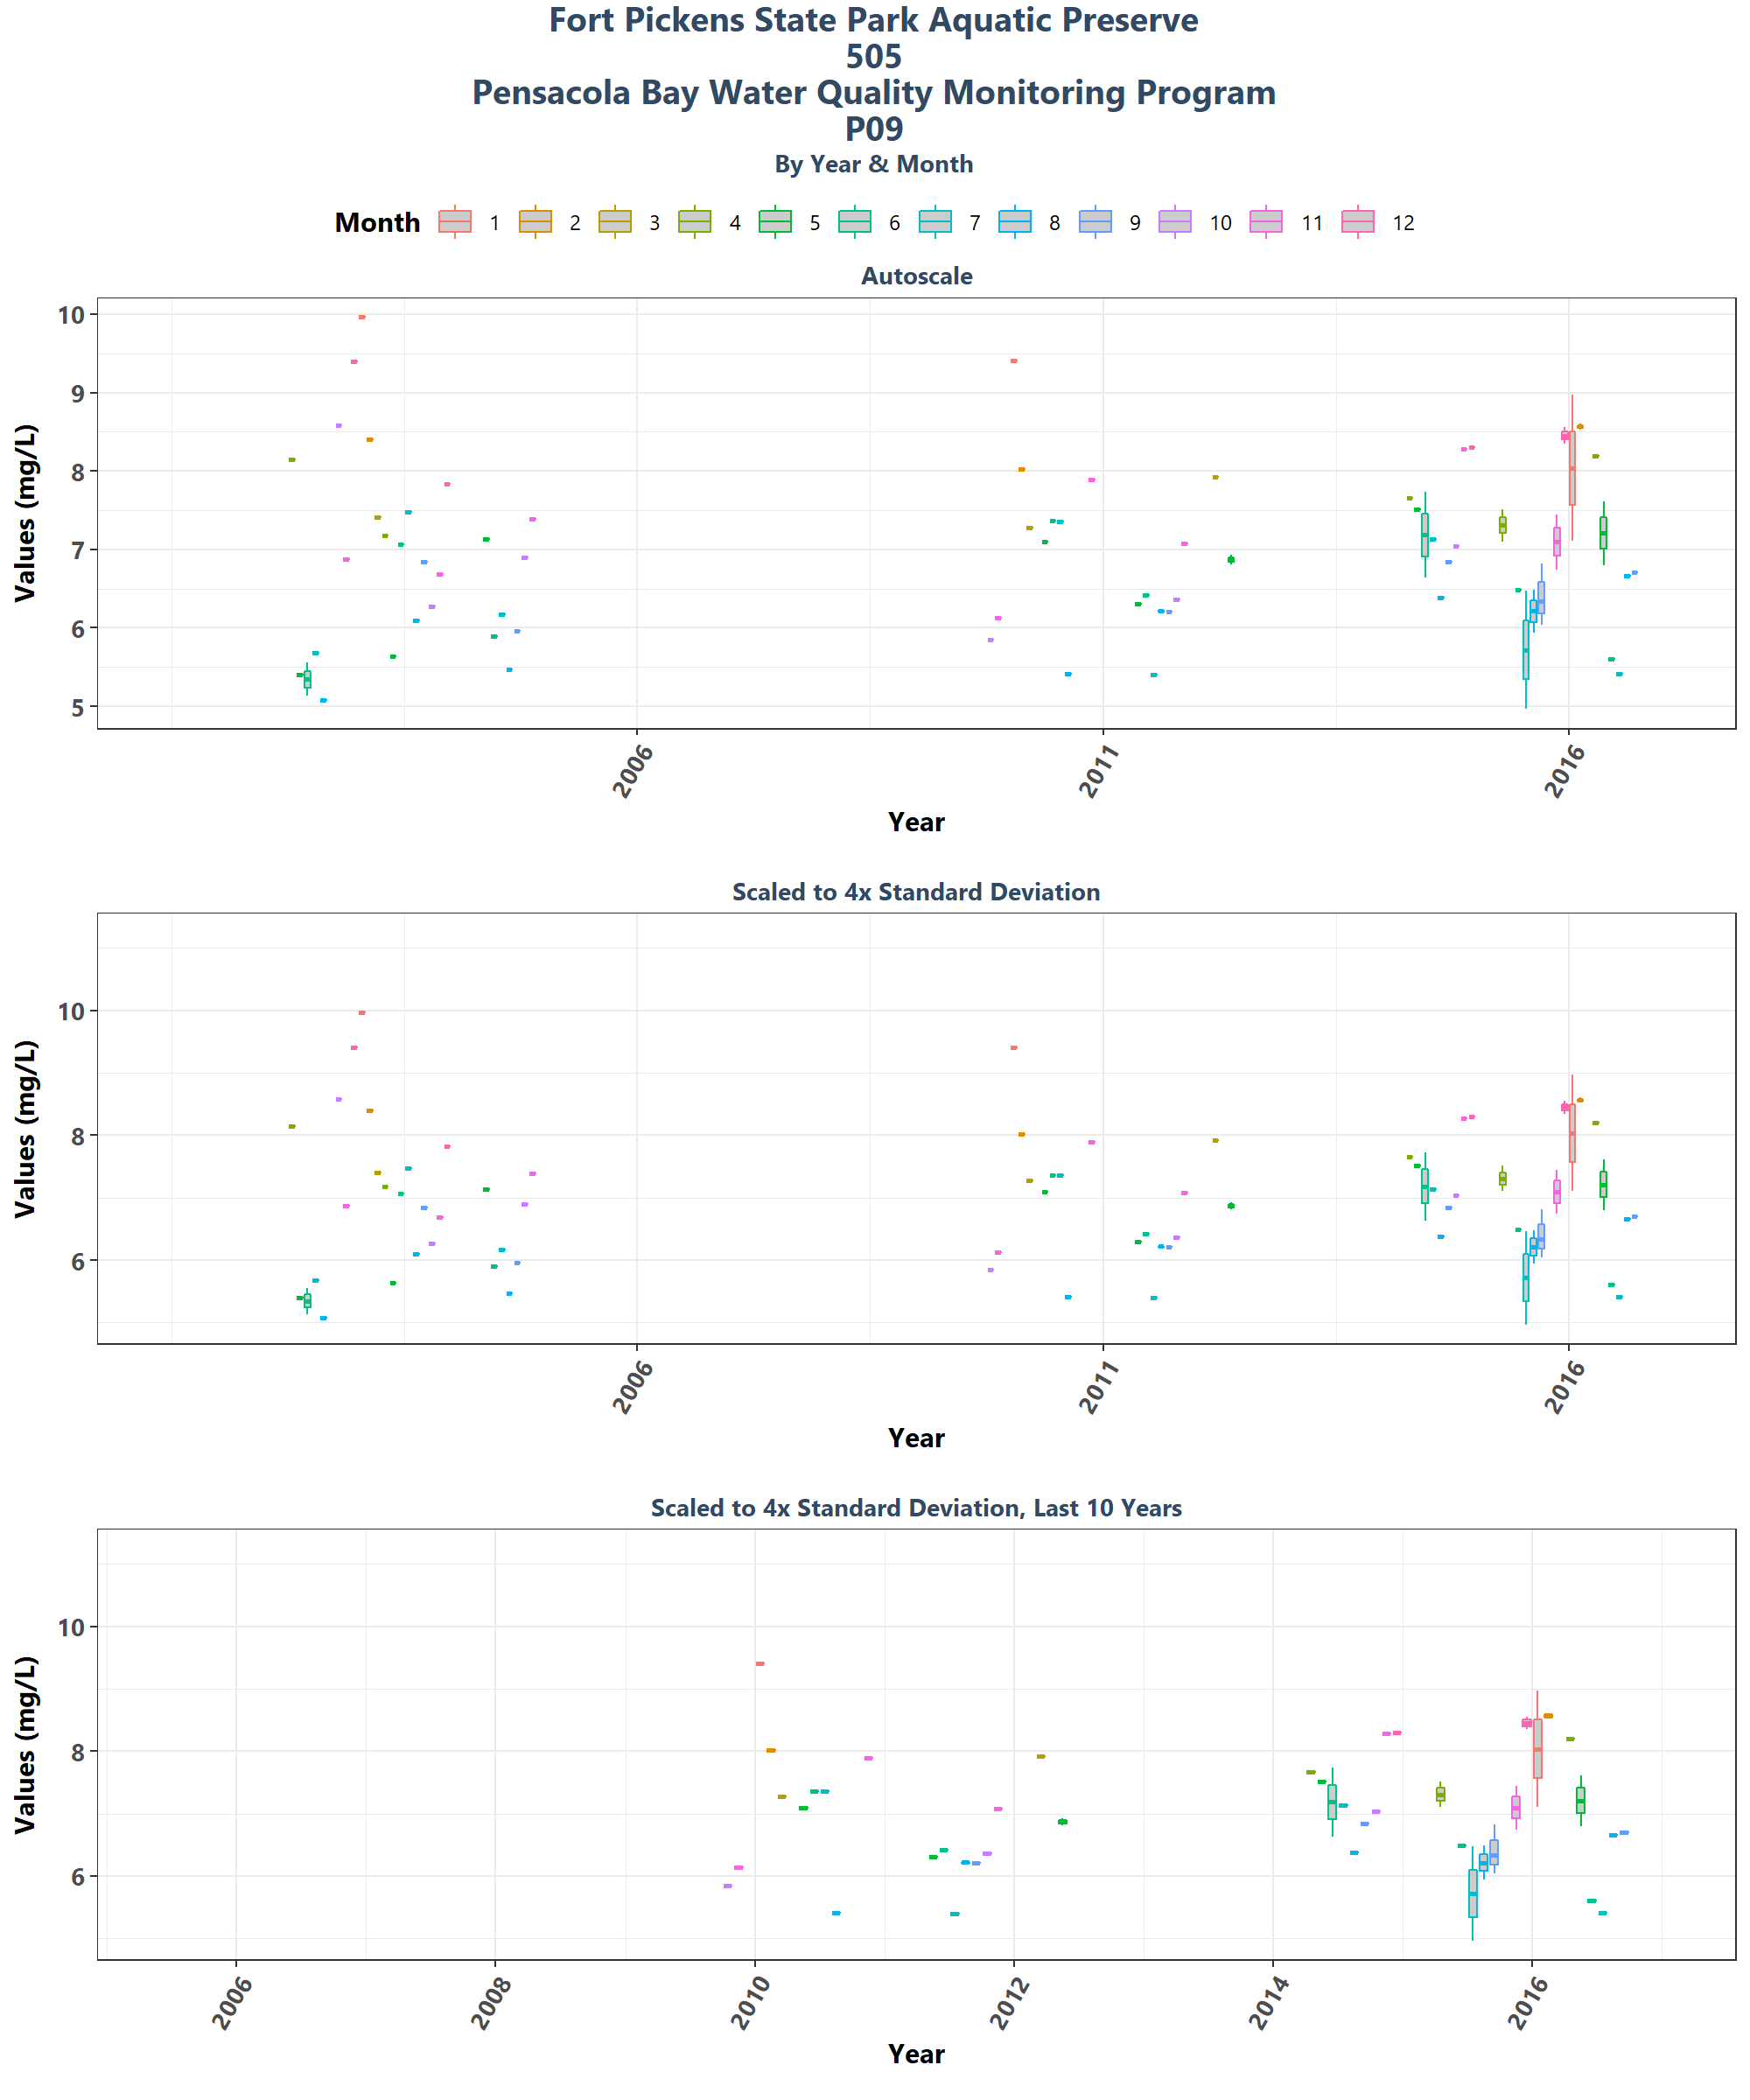 Fort Pickens State Park Aquatic Preserve
505
Pensacola Bay Water Quality Monitoring Program
P09
By Year & Month
Month 1 2 3 4 5 6 7 8 9 10 11 12
Autoscale
Values (mg/L)
10
9
8
7
6
5
2006 2011 2016
Year
Scaled to 4x Standard Deviation
Values (mg/L)
10
8
6
2006 2011 2016
Year
Scaled to 4x Standard Deviation, Last 10 Years
Values (mg/L)
10
8
6
2006 2008 2010 2012 2014 2016
Year